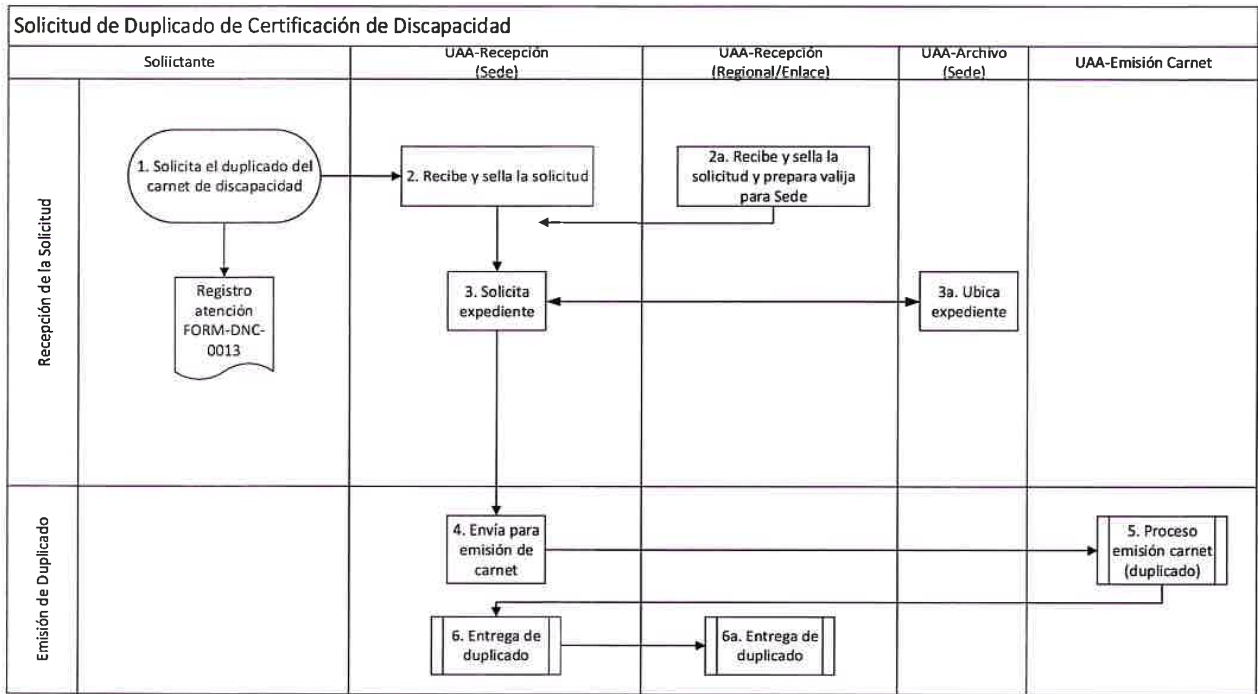 Solicitud de Duplicado de Certificación de Discapacidad
Soliictante
UAA-Recepción
(Sede)
UAA-Recepción
(Regional/Enlace)
UAA-Archivo
(Sede)
UAA-Emisión Carnet
Recepción de la Solicitud
1. Solicita el duplicado del
carnet de discapacidad
2. Recibe y sella la solicitud
2a. Recibe y sella la
solicitud y prepara valija
para Sede
Registro
atención
FORM-DNC-
0013
3. Solicita
expediente
3a. Ubica
expediente
Emisión de Duplicado
4. Envía para
emisión de
carnet
5. Proceso
emisión carnet
(duplicado)
6. Entrega de
duplicado
6a. Entrega de
duplicado